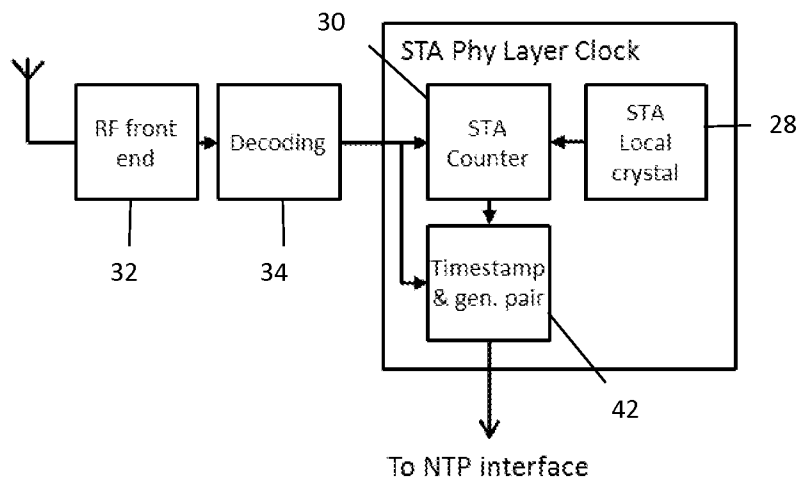 30
STA Phy Layer Clock
RF front
end
Decoding
STA
Counter
STA
Local
crystal
28
32
34
Timestamp
& gen. pair
42
To NTP interface